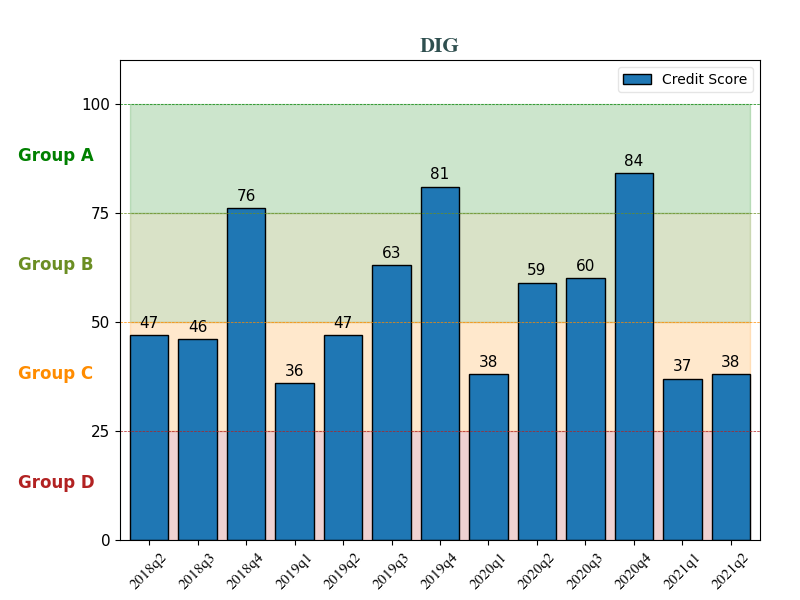 DIG
Credit Score
100
75
50
25
0
Group A
Group B
Group C
Group D
47
46
76
36
47
63
81
38
59
60
84
37
38
2018q2
2018q3
2018q4
2019q1
2019q2
2019q3
2019q4
2020q1
2020q2
2020q3
2020q4
2021q1
2021q2